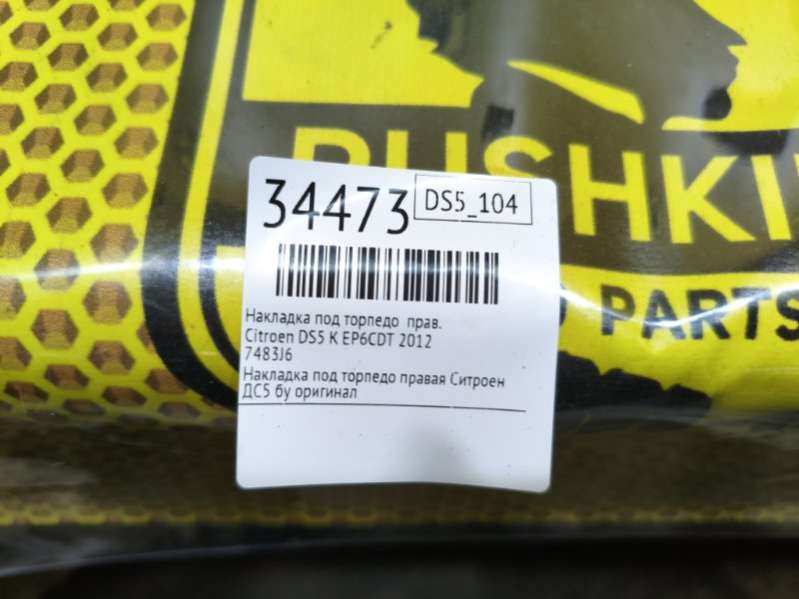 PUSHKI
PARTS
34473 DS5_104
Накладка под торпедо прав.
Citroen DS5 K EP6CDT 2012
7483J6
Накладка под торпедо правая Ситроен
ДС5 бу оригинал